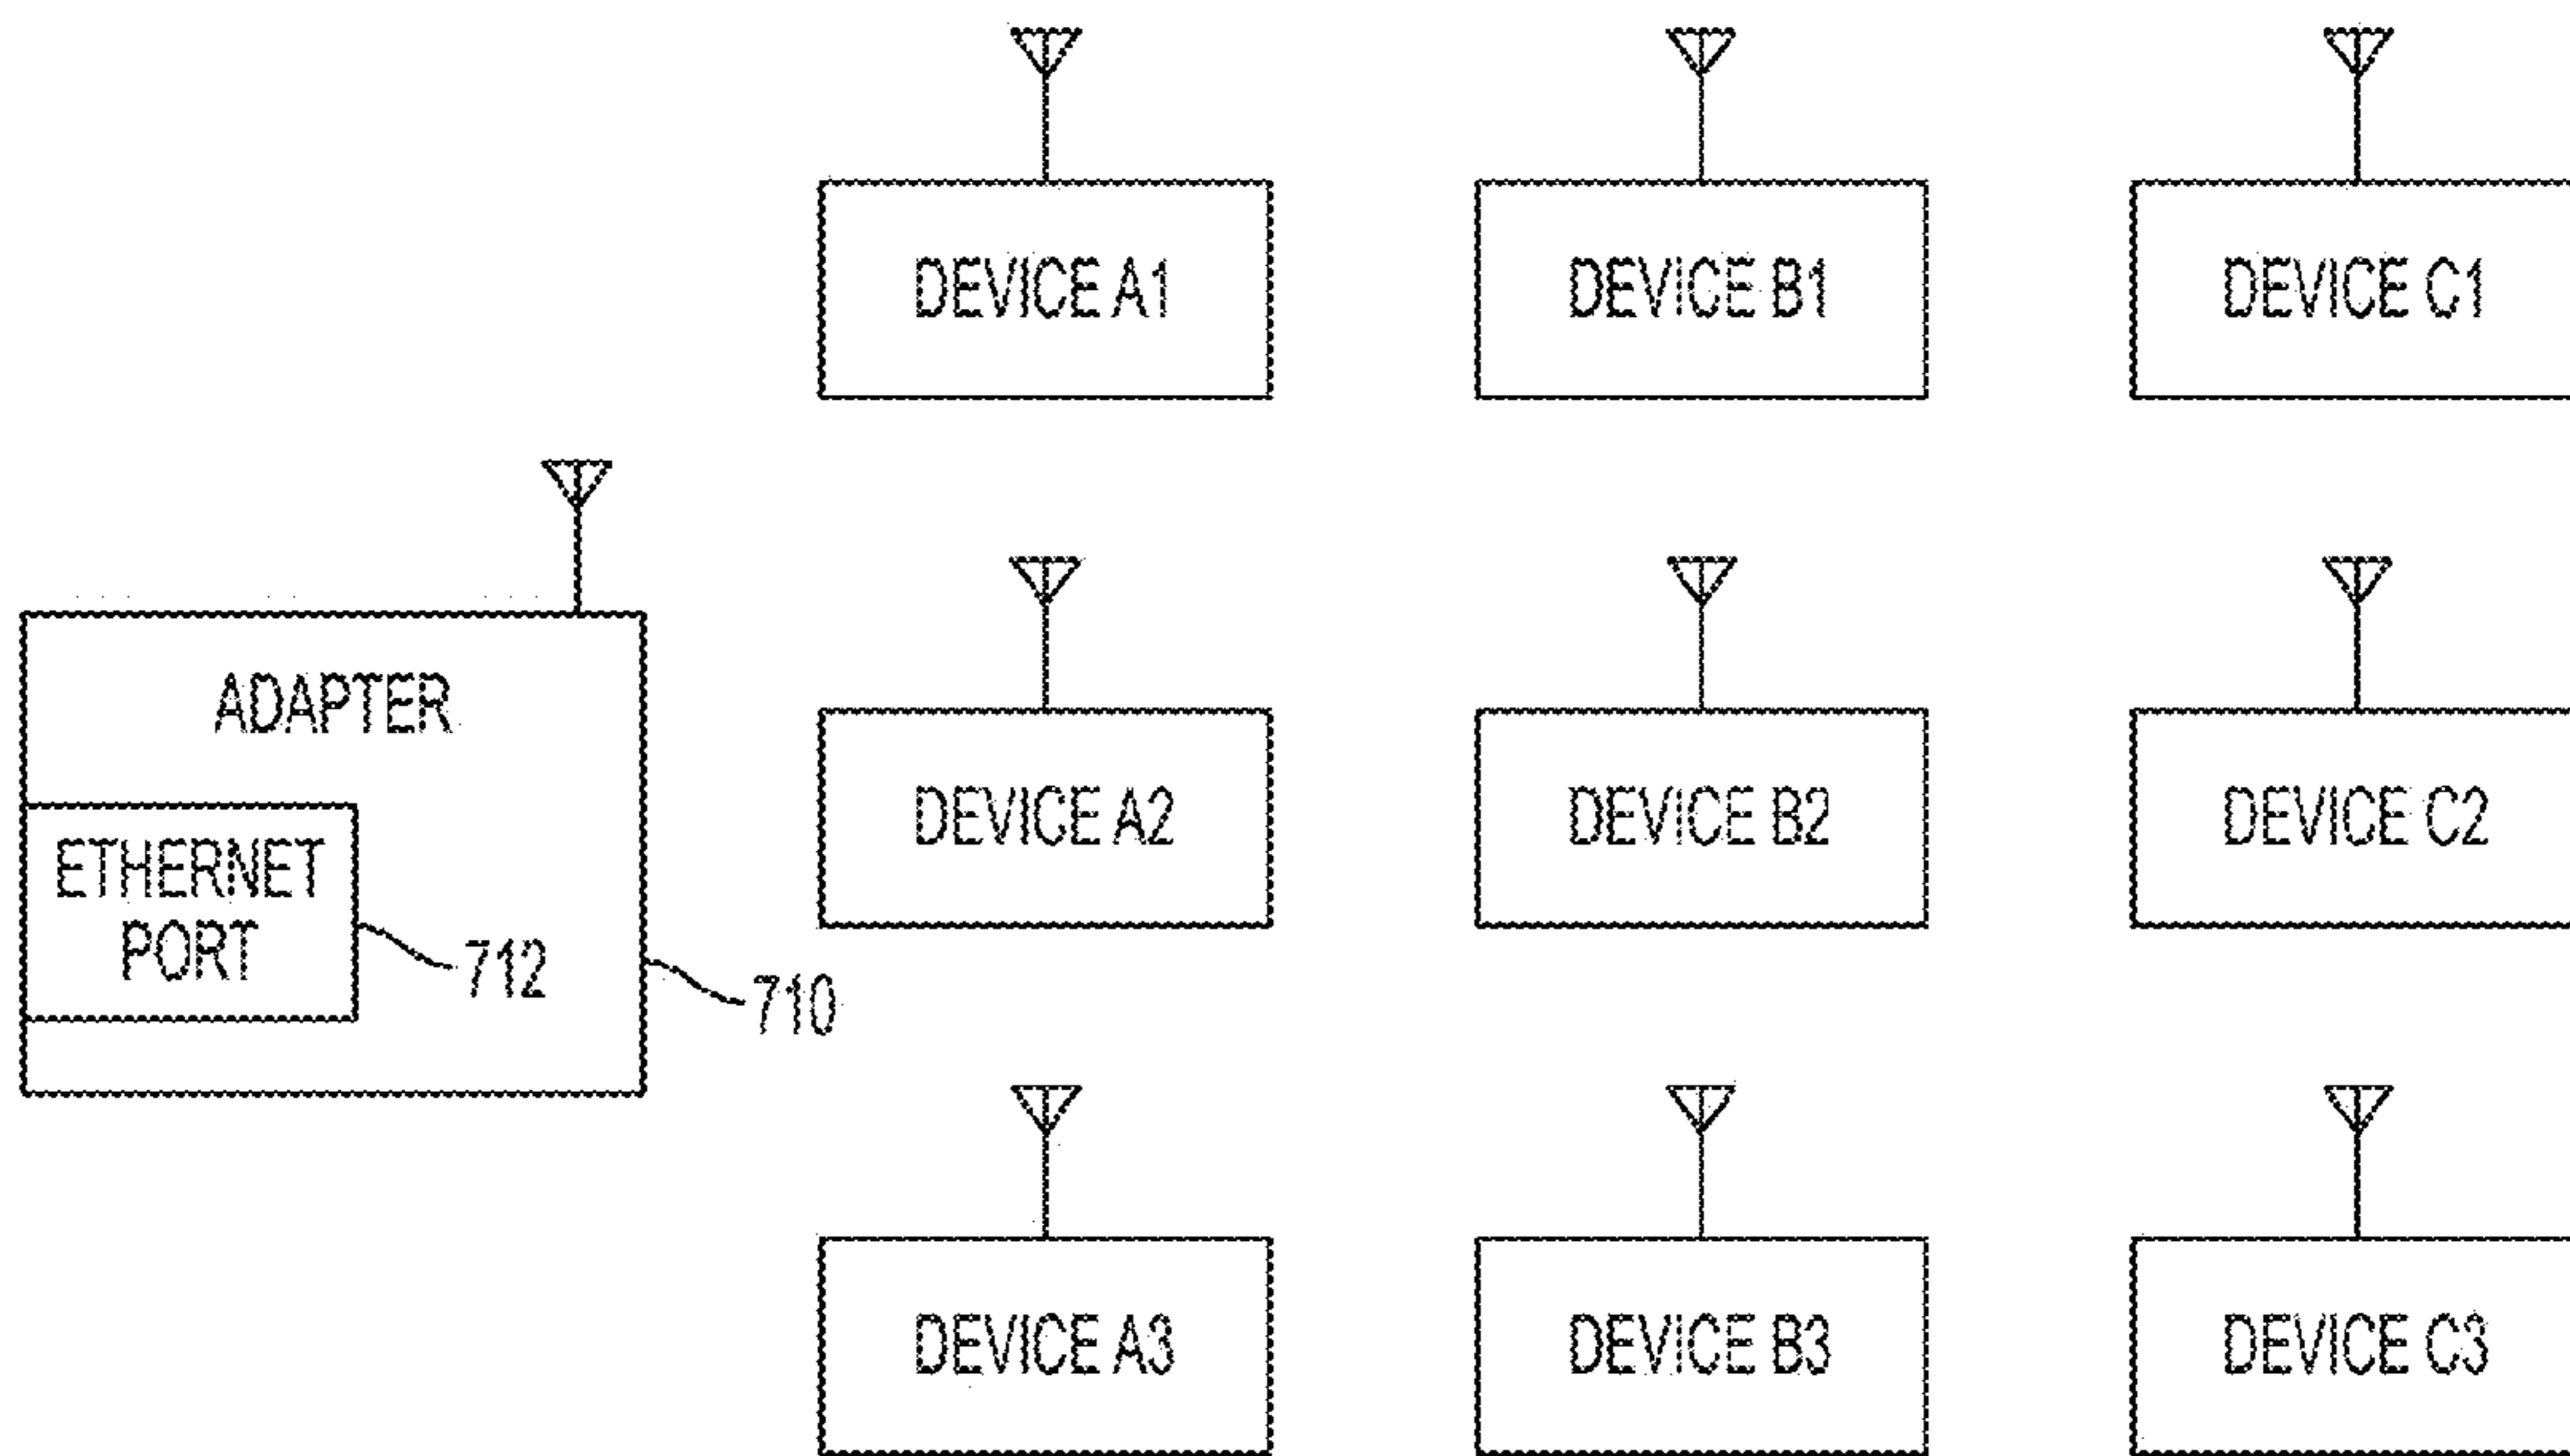 DEVICE A1
DEVICE B1
DEVICE C1
ADAPTER
ETHERNET
PORT
712
710
DEVICE A2
DEVICE B2
DEVICE C2
DEVICE A3
DEVICE B3
DEVICE C3